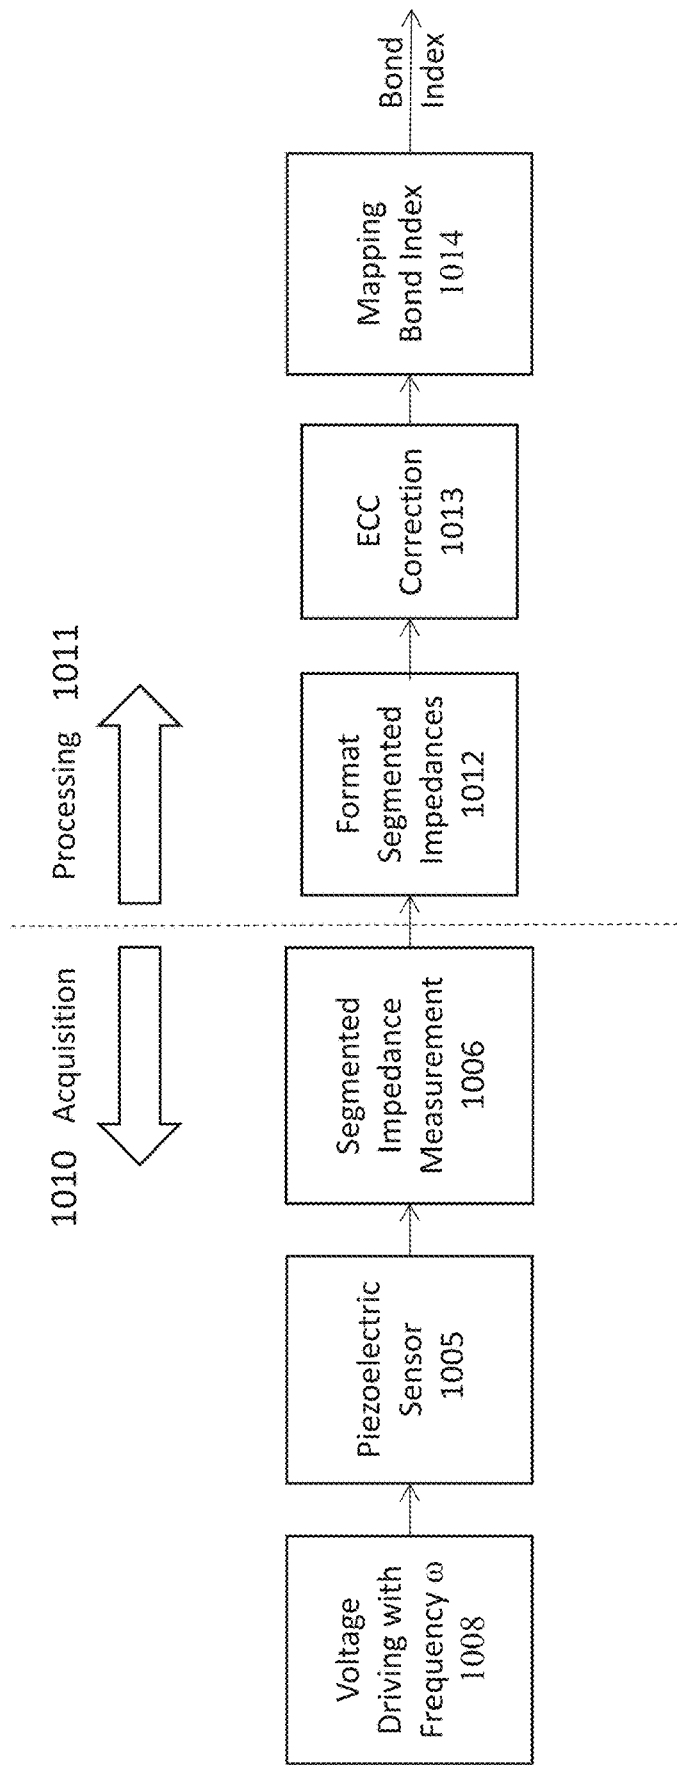 1010 Acquisition
Processing 1011
Voltage
Driving with
Frequency ω
1008
Piezoelectric
Sensor
1005
Segmented
Impedance
Measurement
1006
Format
Segmented
Impedances
1012
ECC
Correction
1013
Mapping
Bond Index
1014
Bond
Index